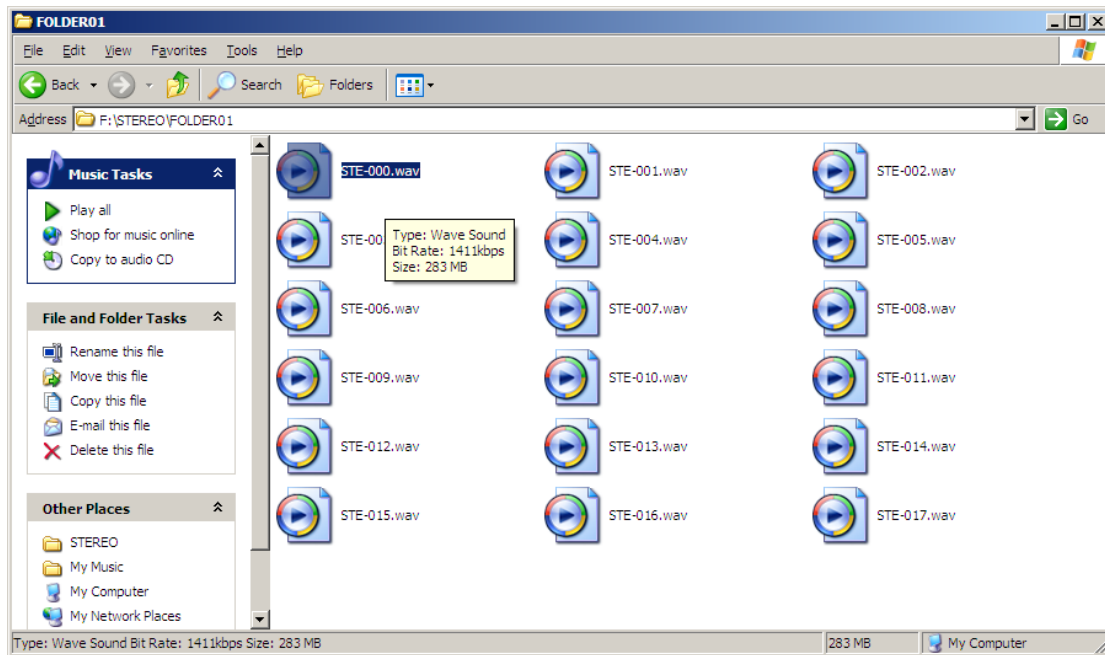 FOLDER01
File Edit View Favorites Tools Help
Back Search Folders
Address F:\STEREO\FOLDER01 Go
Music Tasks
Play all
Shop for music online
Copy to audio CD
File and Folder Tasks
Rename this file
Move this file
Copy this file
E-mail this file
Delete this file
Other Places
STEREO
My Music
My Computer
My Network Places
STE-000.wav STE-001.wav STE-002.wav
STE-00 STE-004.wav STE-005.wav
Type: Wave Sound
Bit Rate: 1411kbps
Size: 283 MB
STE-006.wav STE-007.wav STE-008.wav
STE-009.wav STE-010.wav STE-011.wav
STE-012.wav STE-013.wav STE-014.wav
STE-015.wav STE-016.wav STE-017.wav
Type: Wave Sound Bit Rate: 1411kbps Size: 283 MB 283 MB My Computer